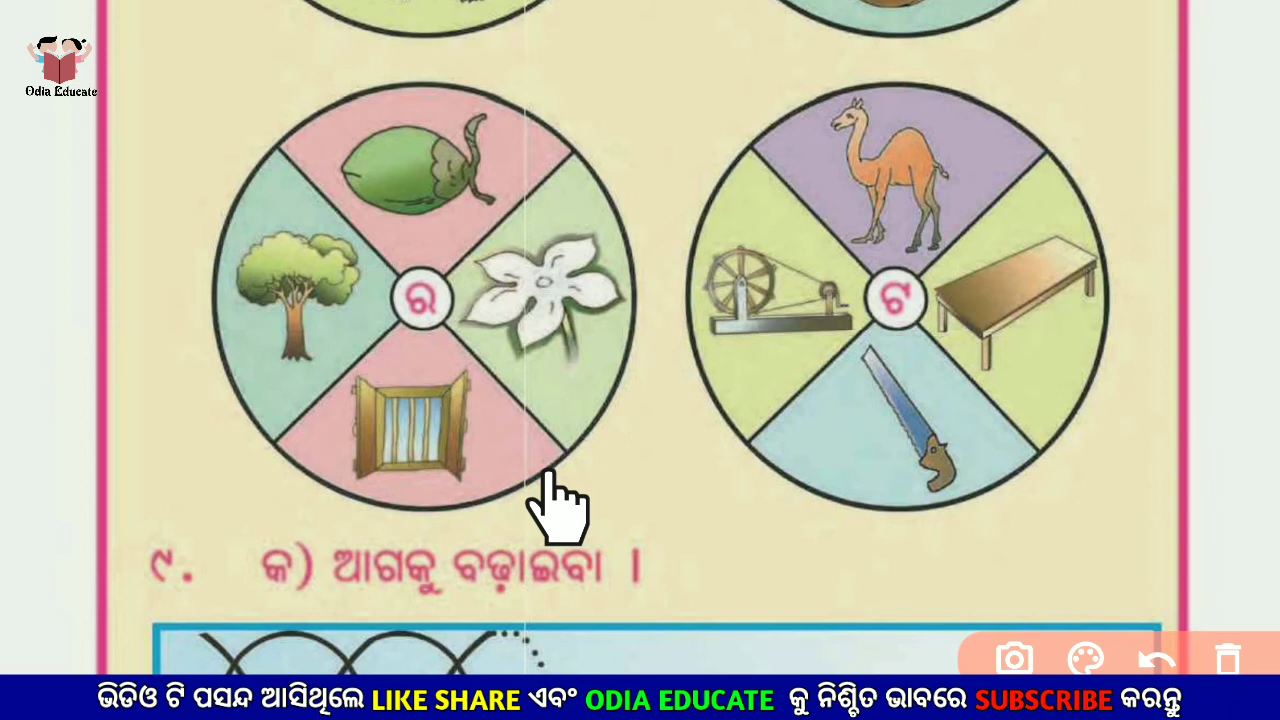 Odia Educate
ର
ଟ
୯. କ) ଆଗକୁ ବଢ଼ାଇବା ।
ଭିଡିଓ ଟି ପସନ୍ଦ ଆସିଥିଲେ LIKE SHARE ଏବଂ ODIA EDUCATE କୁ ନିଶ୍ଚିତ ଭାବରେ SUBSCRIBE କରନ୍ତୁ